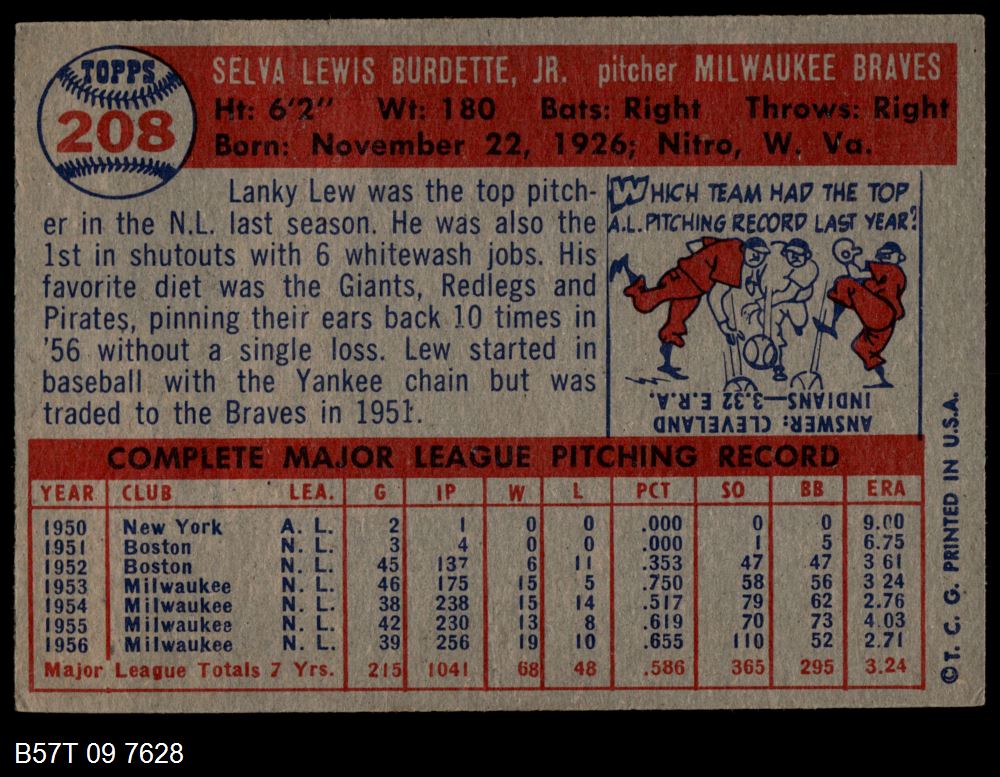 TOPPS
208
SELVA LEWIS BURDETTE, JR. pitcher MILWAUKEE BRAVES
Ht: 6'2" Wt: 180 Bats: Right Throws: Right
Born: November 22, 1926; Nitro, W. Va.
Lanky Lew was the top pitch-
er in the N.L. last season. He was also the
1st in shutouts with 6 whitewash jobs. His
favorite diet was the Giants, Redlegs and
Pirates, pinning their ears back 10 times in
'56 without a single loss. Lew started in
baseball with the Yankee chain but was
traded to the Braves in 1951.
WHICH TEAM HAD THE TOP
A.L. PITCHING RECORD LAST YEAR?
ANSWER: CLEVELAND
INDIANS—3.32 E.R.A.
COMPLETE MAJOR LEAGUE PITCHING RECORD
YEAR CLUB LEA. G IP W L PCT SO BB ERA
1950 New York A. L. 2 1 0 0 .000 0 0 9.00
1951 Boston N. L. 3 4 0 0 .000 1 5 6.75
1952 Boston N. L. 45 137 6 11 .353 47 47 3 61
1953 Milwaukee N. L. 46 175 15 5 .750 58 56 3 24
1954 Milwaukee N. L. 38 238 15 14 .517 79 62 2.76
1955 Milwaukee N. L. 42 230 13 8 .619 70 73 4.03
1956 Milwaukee N. L. 39 256 19 10 .655 110 52 2.71
Major League Totals 7 Yrs. 215 1041 68 48 .586 365 295 3.24
©T. C. G. PRINTED IN U.S.A.
B57T 09 7628